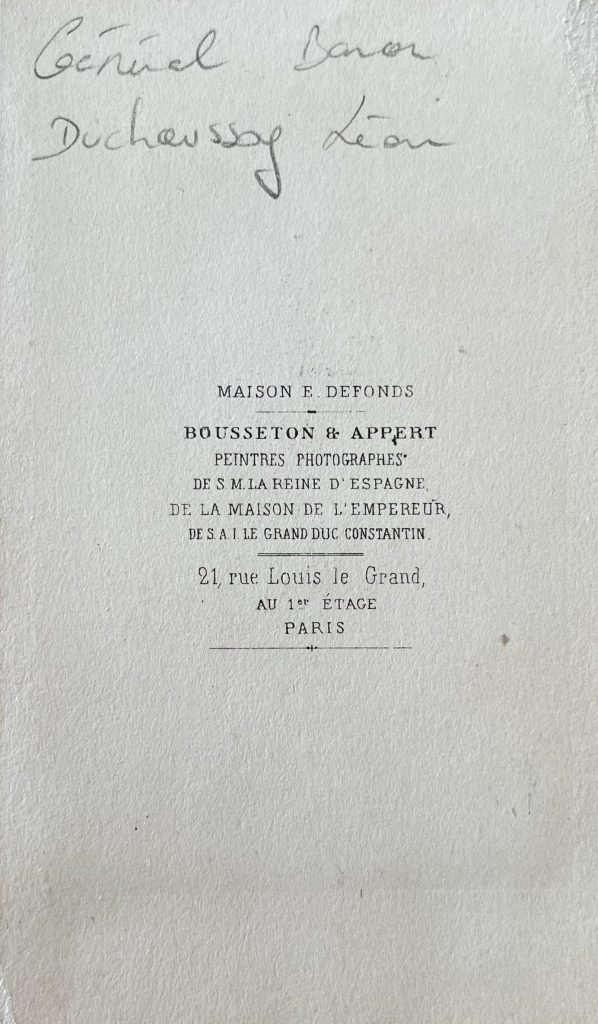 Général Baron
Duchaussoy Léon
MAISON E. DEFONDS
BOUSSETON & APPERT
PEINTRES PHOTOGRAPHES
DE S. M. LA REINE D'ESPAGNE,
DE LA MAISON DE L'EMPEREUR,
DE S. A I. LE GRAND DUC CONSTANTIN.
21, rue Louis le Grand,
AU 1er ÉTAGE
PARIS